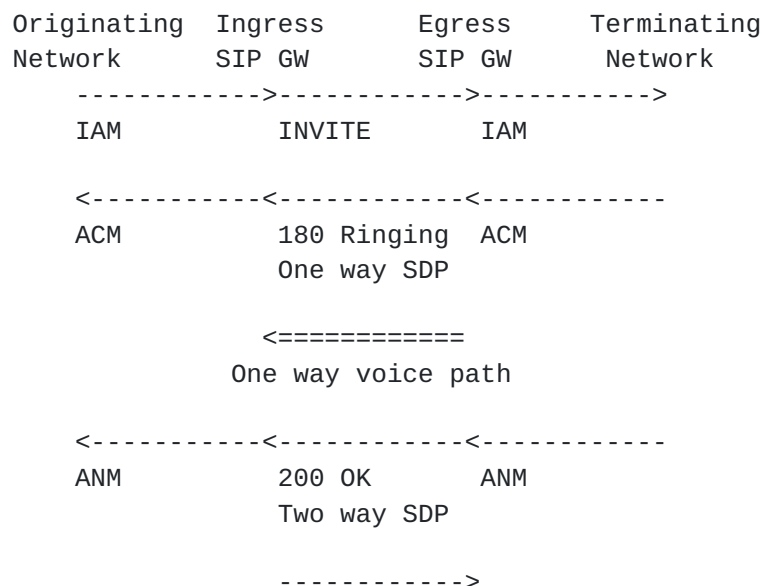 Originating  Ingress      Egress     Terminating
Network      SIP GW       SIP GW      Network
    ------------>------------>----------->
    IAM          INVITE       IAM

    <-----------<------------<------------
    ACM          180 Ringing  ACM
                 One way SDP

                <============
              One way voice path

    <-----------<------------<------------
    ANM          200 OK       ANM
                 Two way SDP

                 ------------>